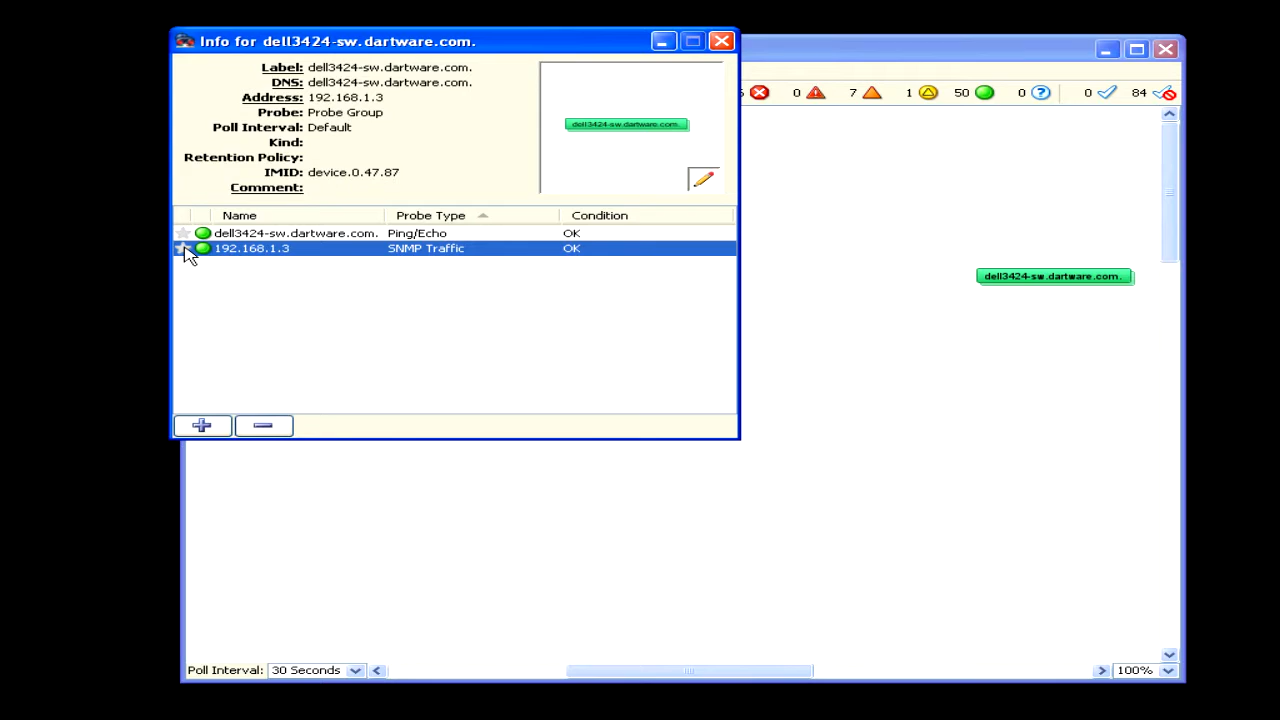 Info for dell3424-sw.dartware.com.
Label: dell3424-sw.dartware.com.
DNS: dell3424-sw.dartware.com.
Address: 192.168.1.3
Probe: Probe Group
Poll Interval: Default
Kind:
Retention Policy:
IMID: device.0.47.87
Comment:
dell3424-sw.dartware.com.
0 7 1 50 0 0 84
Name Probe Type Condition
dell3424-sw.dartware.com. Ping/Echo OK
192.168.1.3 SNMP Traffic OK
dell3424-sw.dartware.com.
Poll Interval: 30 Seconds 100%